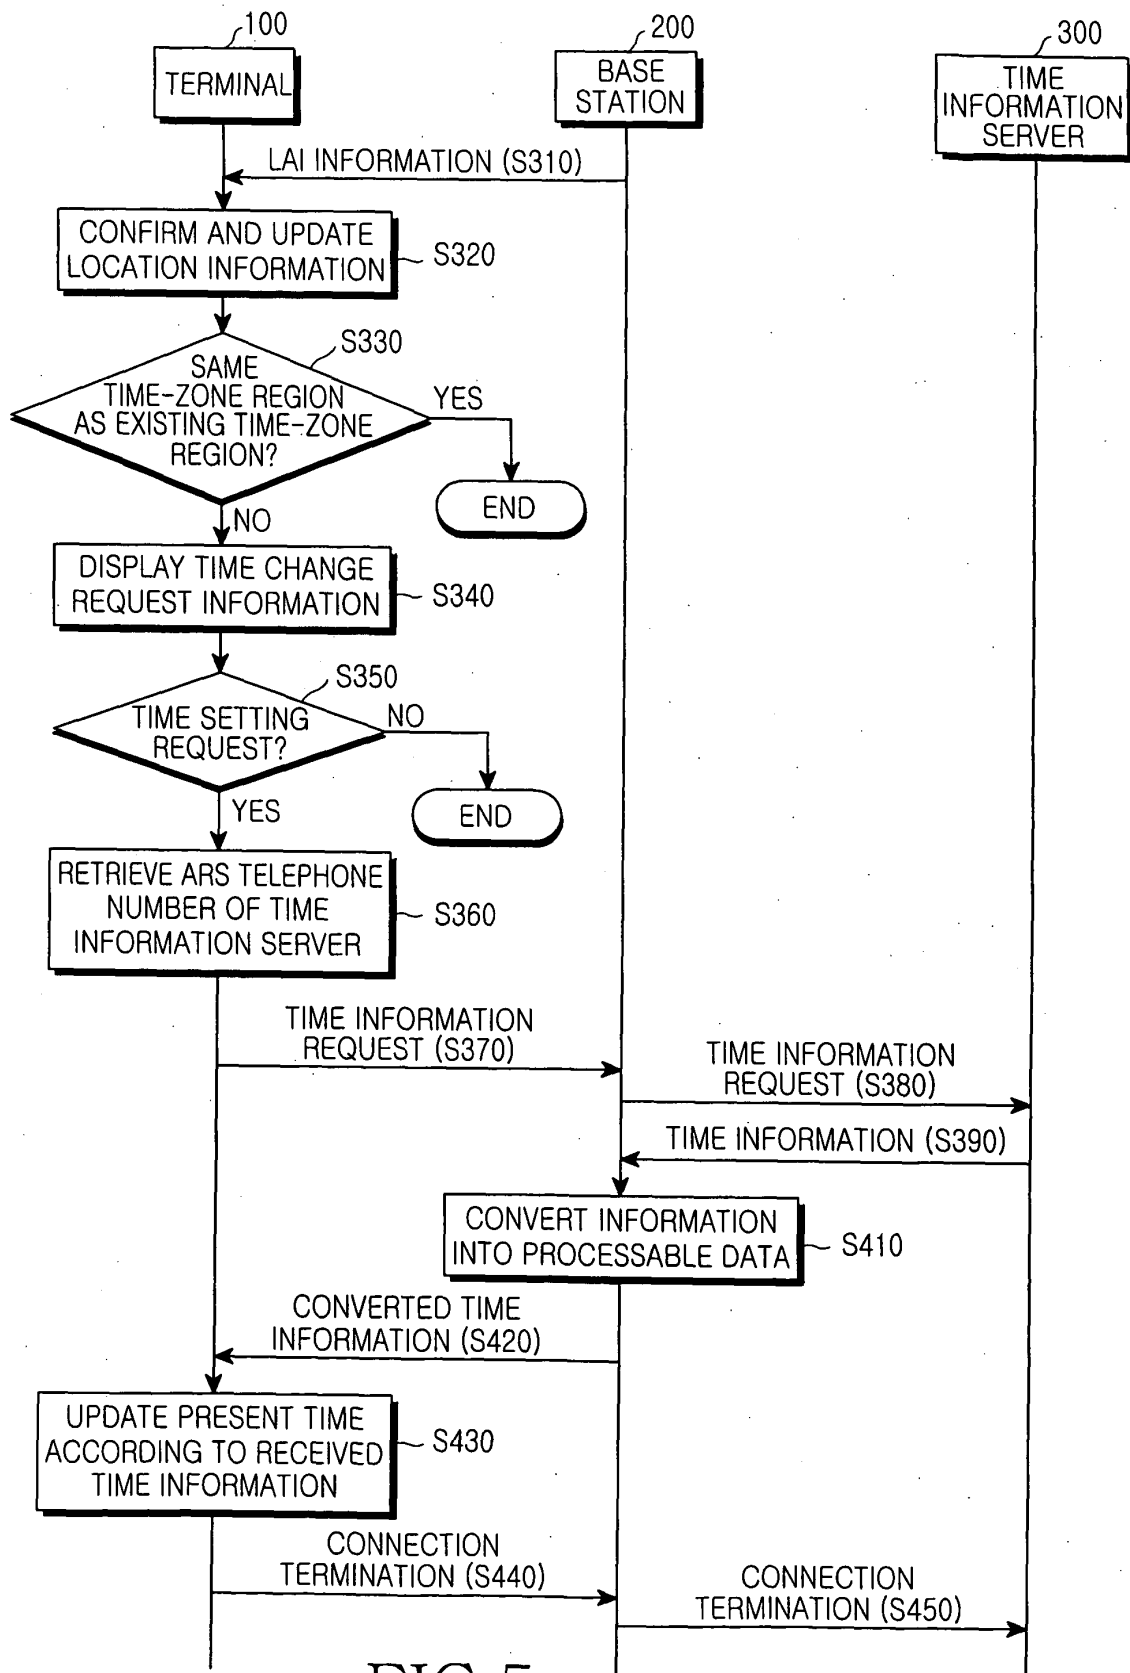 100
200
300
TERMINAL
BASE
STATION
TIME
INFORMATION
SERVER
LAI INFORMATION (S310)
CONFIRM AND UPDATE
LOCATION INFORMATION
S320
S330
SAME
TIME-ZONE REGION
AS EXISTING TIME-ZONE
REGION?
YES
END
NO
DISPLAY TIME CHANGE
REQUEST INFORMATION
S340
S350
TIME SETTING
REQUEST?
NO
END
YES
RETRIEVE ARS TELEPHONE
NUMBER OF TIME
INFORMATION SERVER
S360
TIME INFORMATION
REQUEST (S370)
TIME INFORMATION
REQUEST (S380)
TIME INFORMATION (S390)
CONVERT INFORMATION
INTO PROCESSABLE DATA
S410
CONVERTED TIME
INFORMATION (S420)
UPDATE PRESENT TIME
ACCORDING TO RECEIVED
TIME INFORMATION
S430
CONNECTION
TERMINATION (S440)
CONNECTION
TERMINATION (S450)
FIG.5